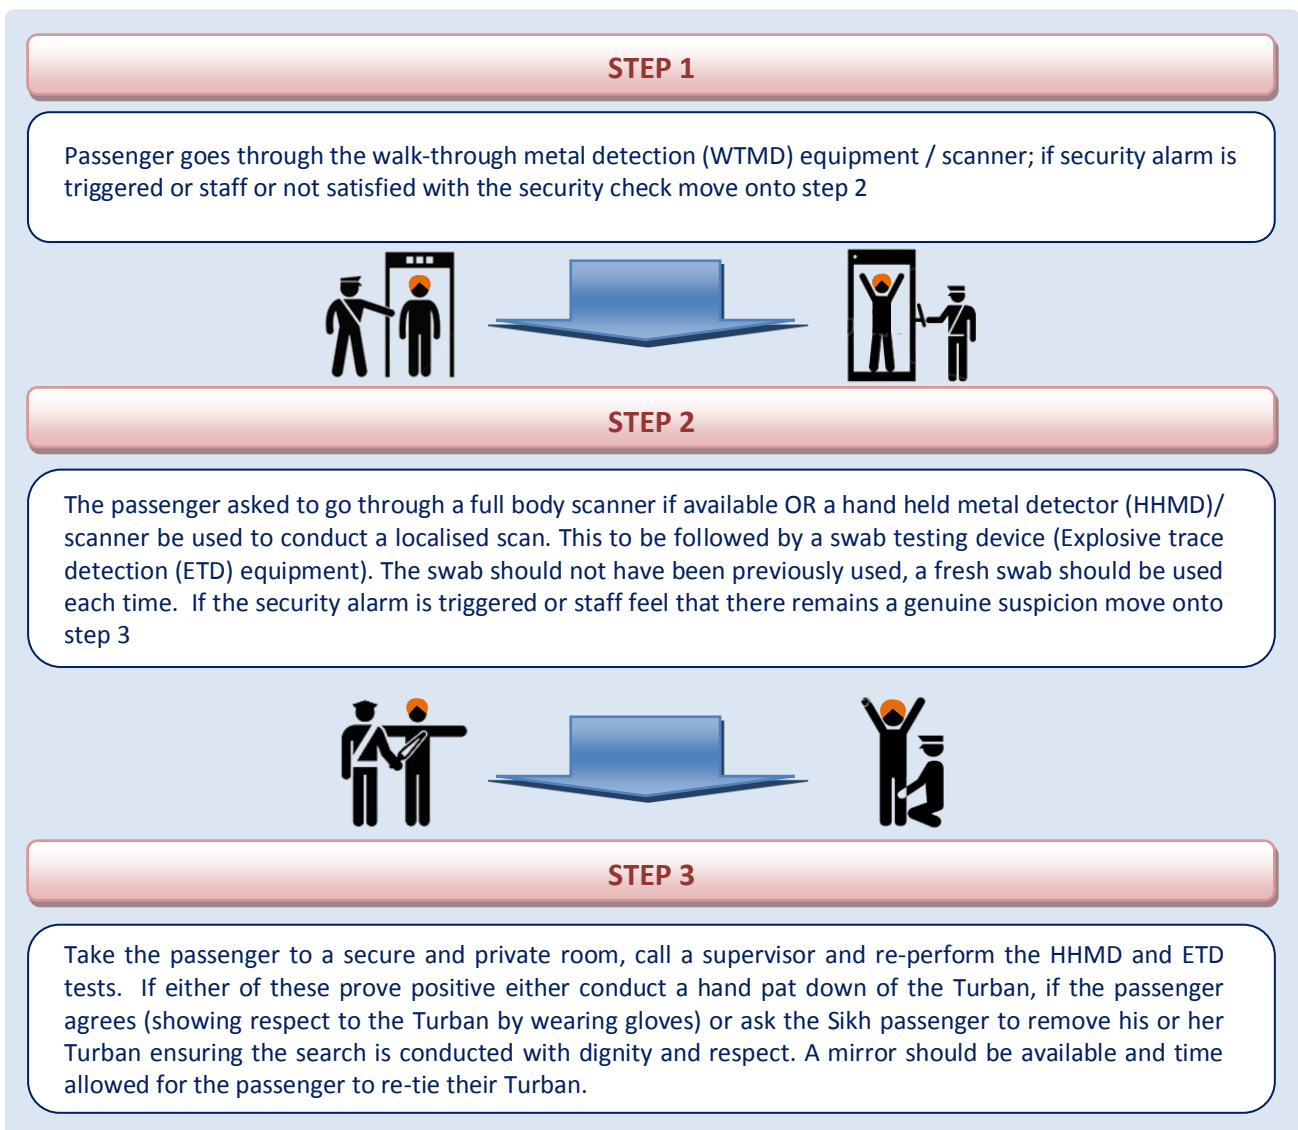 STEP 1
Passenger goes through the walk-through metal detection (WTMD) equipment / scanner; if security alarm is
triggered or staff or not satisfied with the security check move onto step 2
STEP 2
The passenger asked to go through a full body scanner if available OR a hand held metal detector (HHMD)/
scanner be used to conduct a localised scan. This to be followed by a swab testing device (Explosive trace
detection (ETD) equipment). The swab should not have been previously used, a fresh swab should be used
each time.  If the security alarm is triggered or staff feel that there remains a genuine suspicion move onto
step 3
STEP 3
Take the passenger to a secure and private room, call a supervisor and re-perform the HHMD and ETD
tests.  If either of these prove positive either conduct a hand pat down of the Turban, if the passenger
agrees (showing respect to the Turban by wearing gloves) or ask the Sikh passenger to remove his or her
Turban ensuring the search is conducted with dignity and respect. A mirror should be available and time
allowed for the passenger to re-tie their Turban.